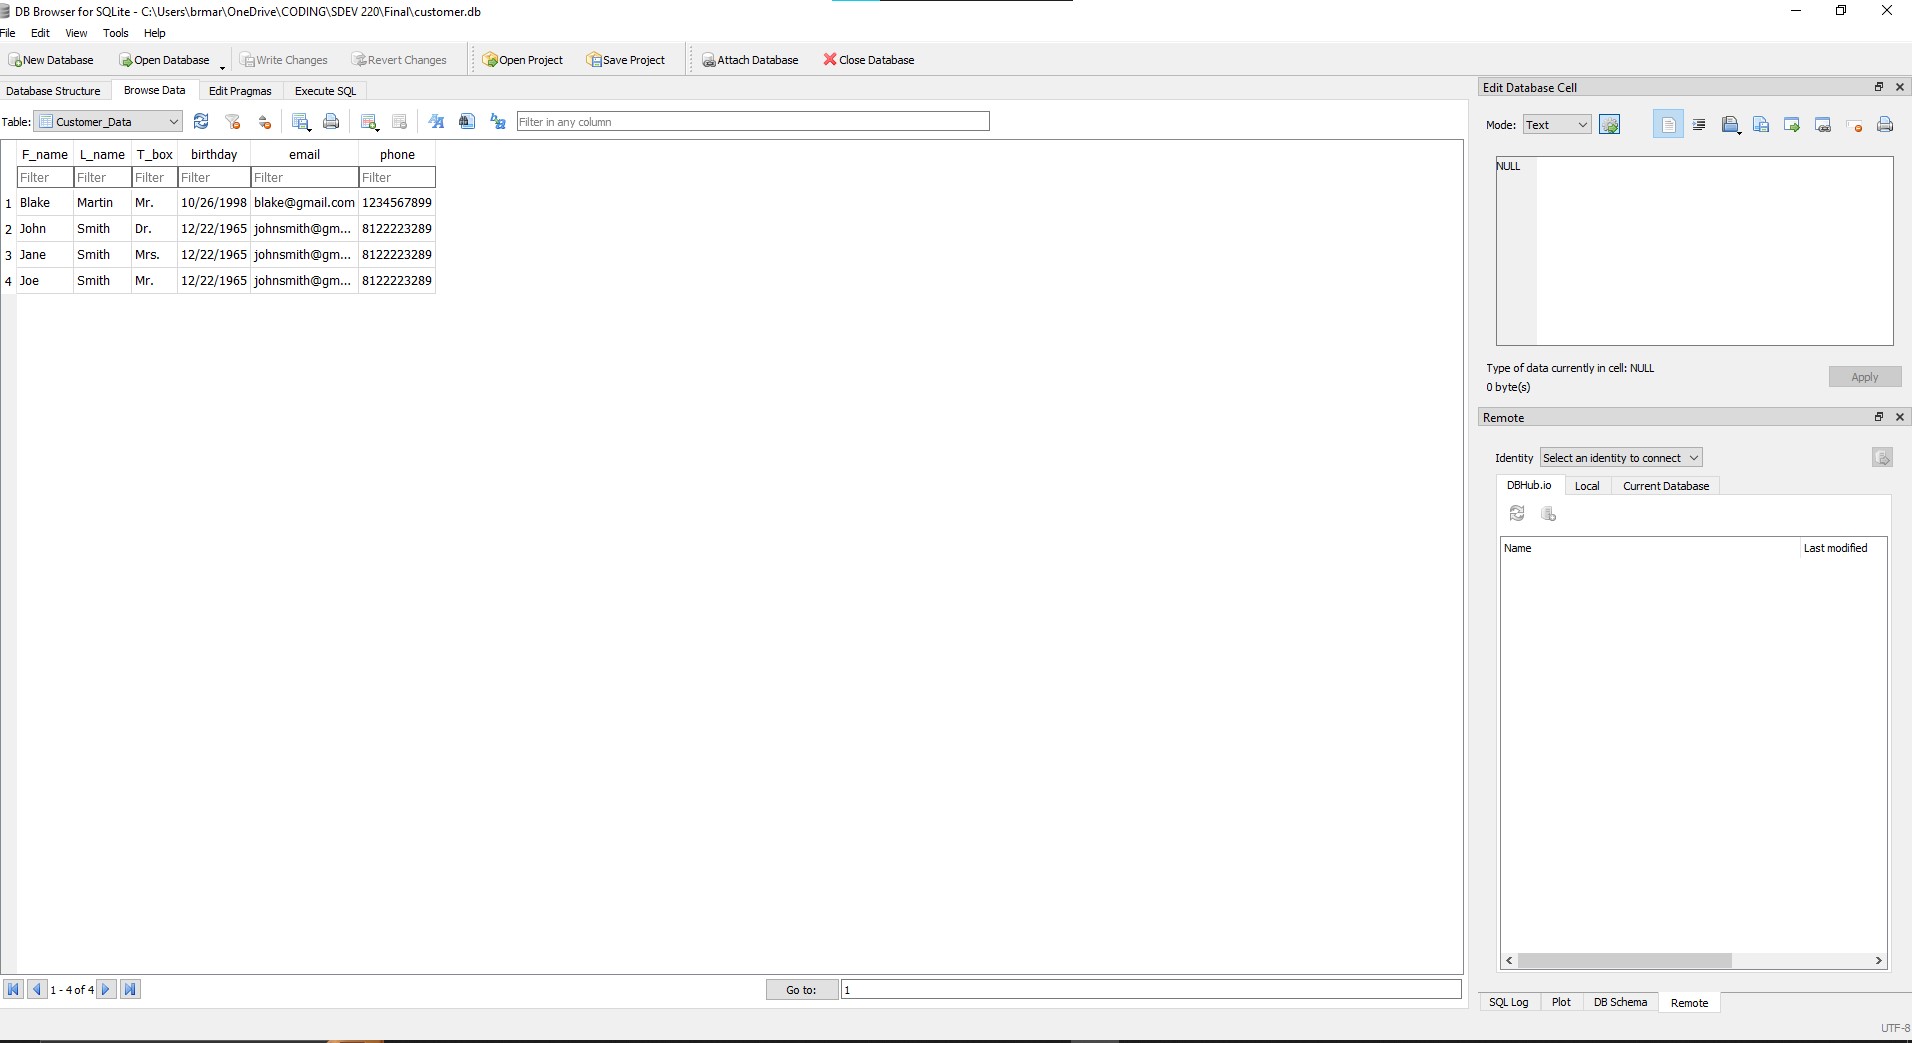 DB Browser for SQLite - C:\Users\brmar\OneDrive\CODING\SDEV 220\Final\customer.db
File Edit View Tools Help
New Database Open Database Write Changes Revert Changes Open Project Save Project Attach Database Close Database
Database Structure Browse Data Edit Pragmas Execute SQL
Table: Customer_Data Filter in any column
F_name L_name T_box birthday email phone
Filter Filter Filter Filter Filter Filter
1 Blake Martin Mr. 10/26/1998 blake@gmail.com 1234567899
2 John Smith Dr. 12/22/1965 johnsmith@gm... 8122223289
3 Jane Smith Mrs. 12/22/1965 johnsmith@gm... 8122223289
4 Joe Smith Mr. 12/22/1965 johnsmith@gm... 8122223289
1 - 4 of 4 Go to: 1
Edit Database Cell
Mode: Text
NULL
Type of data currently in cell: NULL
0 byte(s)
Apply
Remote
Identity Select an identity to connect
DBHub.io Local Current Database
Name Last modified
SQL Log Plot DB Schema Remote
UTF-8